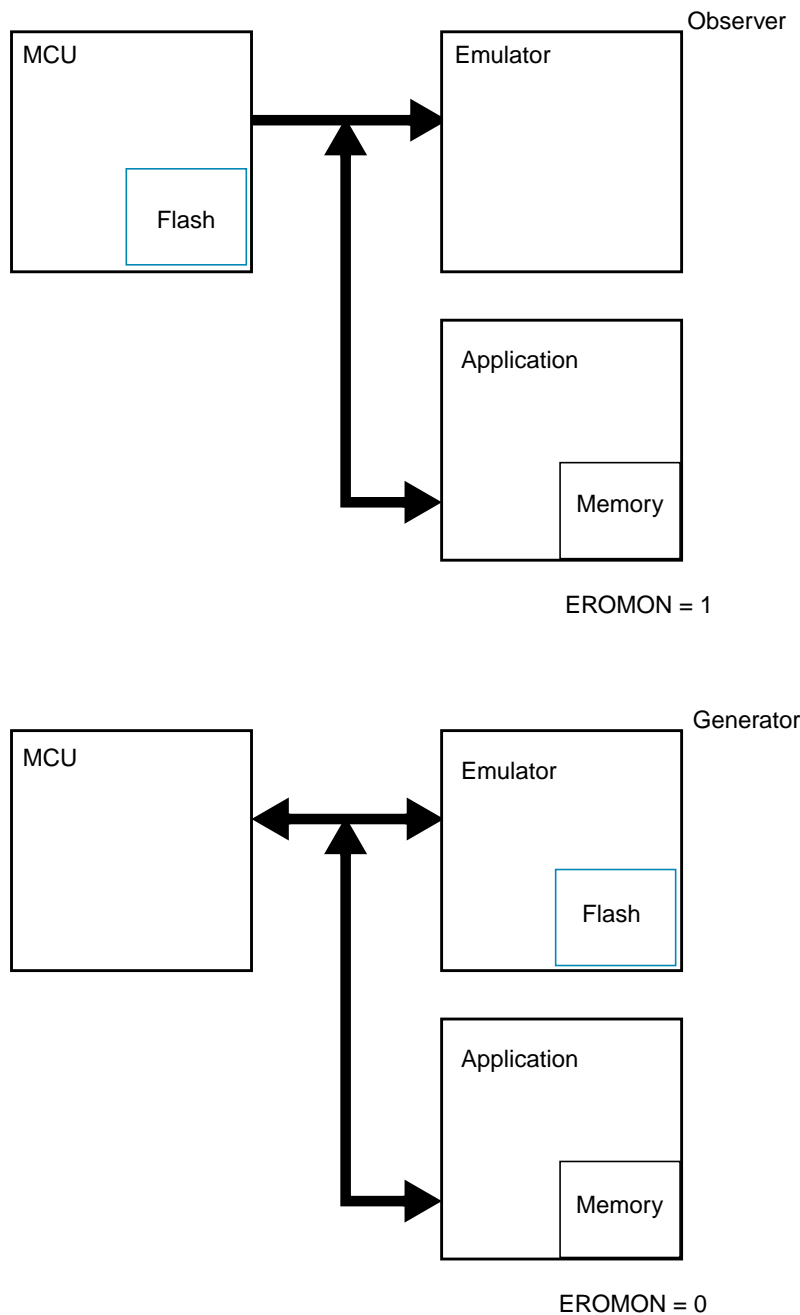 Observer
MCU
Emulator
Flash
Application
Memory
EROMON = 1
Generator
MCU
Emulator
Flash
Application
Memory
EROMON = 0